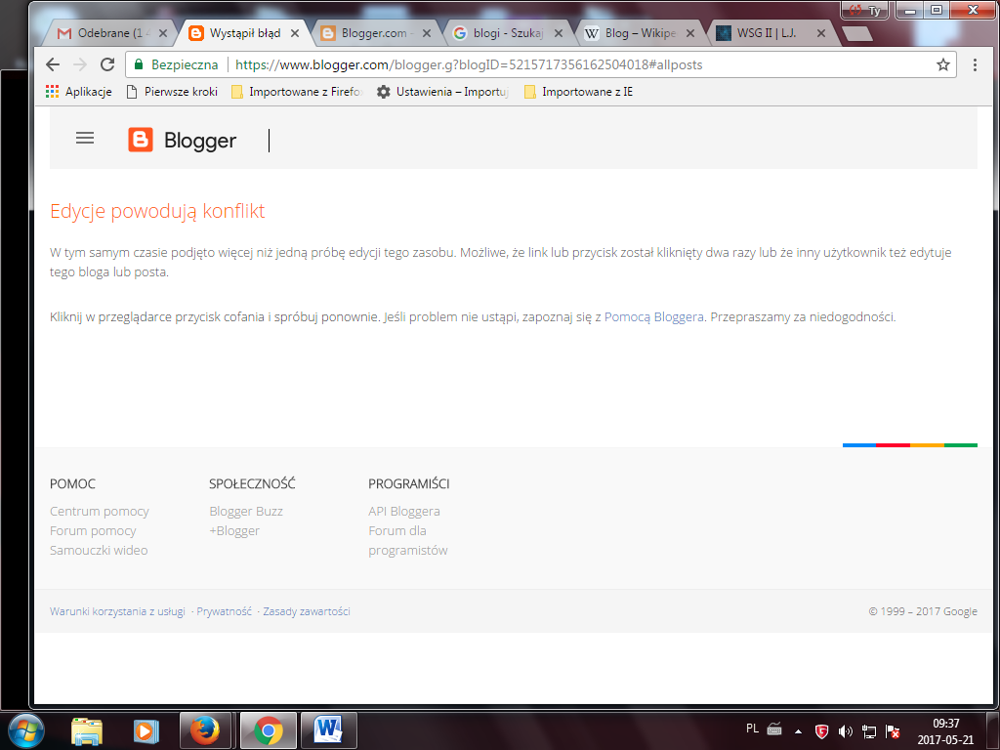 Odebrane (1
Wystąpił błąd
Blogger.com -
blogi - Szukaj
Blog – Wikipe
WSG II | L.J.
Ty
Bezpieczna
https://www.blogger.com/blogger.g?blogID=5215717356162504018#allposts
Aplikacje
Pierwsze kroki
Importowane z Firefo
Ustawienia – Importuj
Importowane z IE
Blogger
Edycje powodują konflikt
W tym samym czasie podjęto więcej niż jedną próbę edycji tego zasobu. Możliwe, że link lub przycisk został kliknięty dwa razy lub że inny użytkownik też edytuje
tego bloga lub posta.
Kliknij w przeglądarce przycisk cofania i spróbuj ponownie. Jeśli problem nie ustąpi, zapoznaj się z Pomocą Bloggera. Przepraszamy za niedogodności.
POMOC
Centrum pomocy
Forum pomocy
Samouczki wideo
SPOŁECZNOŚĆ
Blogger Buzz
+Blogger
PROGRAMIŚCI
API Bloggera
Forum dla
programistów
Warunki korzystania z usługi · Prywatność · Zasady zawartości
© 1999 – 2017 Google
PL
09:37
2017-05-21